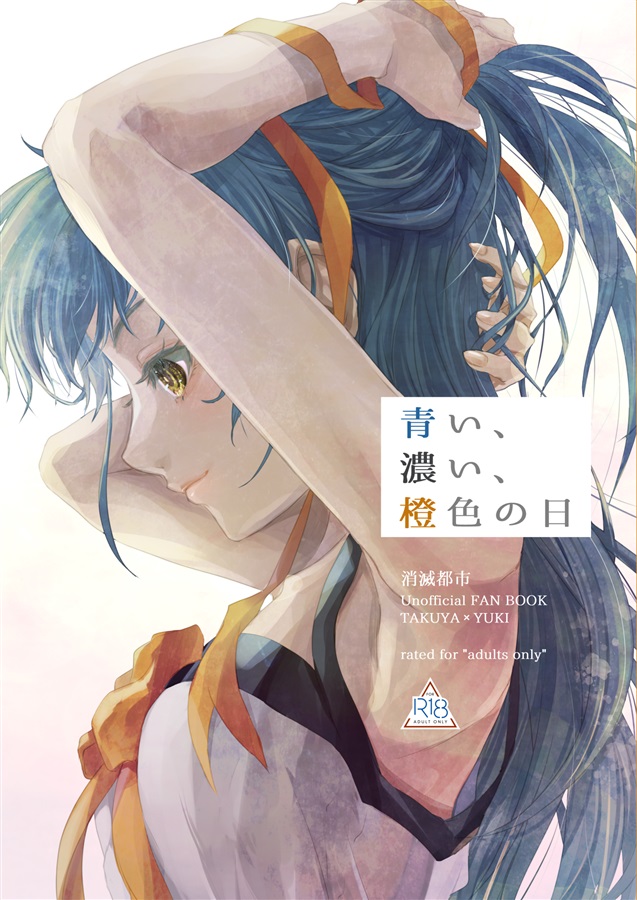 青い、
濃い、
橙色の日
消滅都市
Unofficial FAN BOOK
TAKUYA × YUKI
rated for "adults only"
FOR
R18
ADULT ONLY